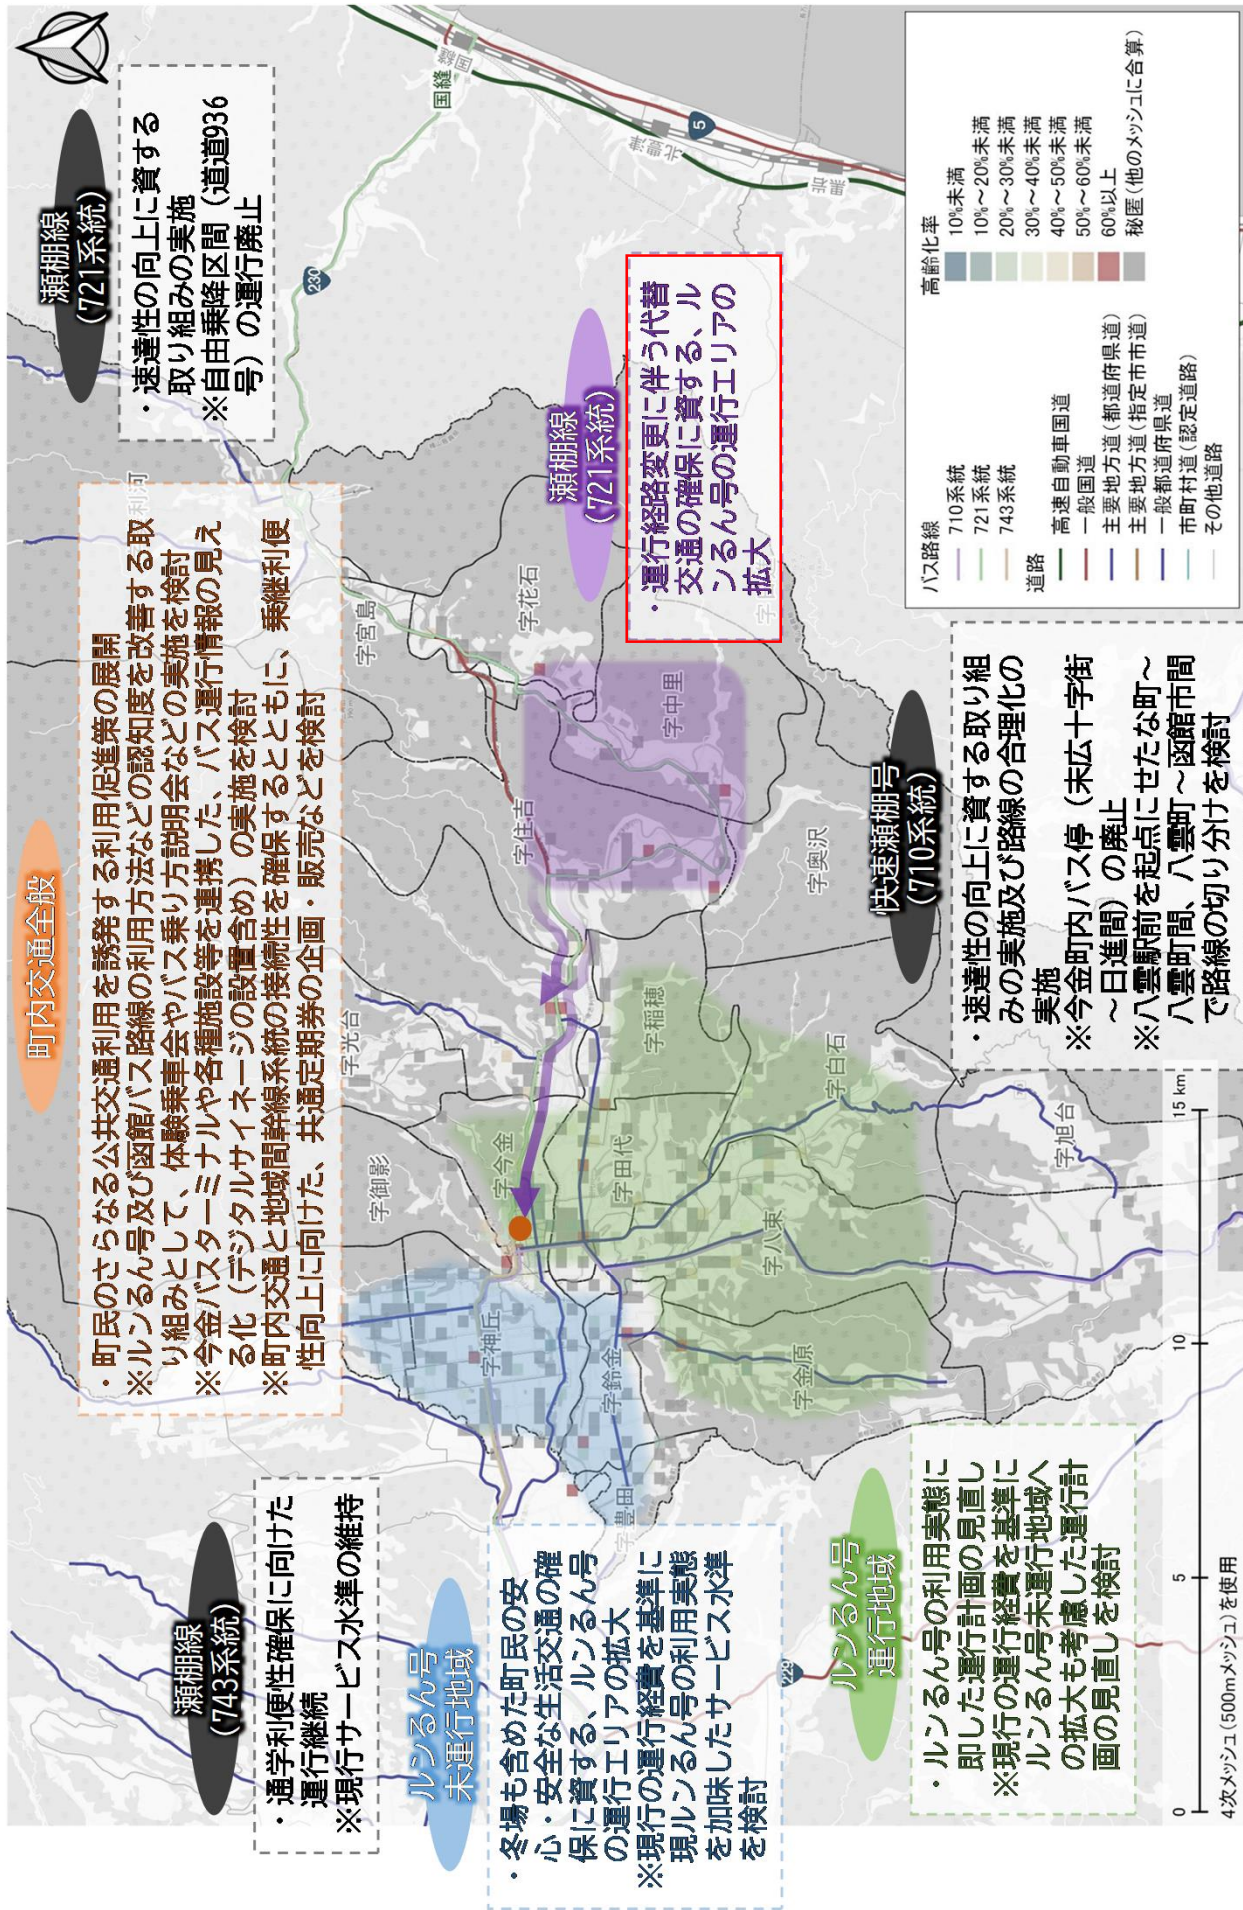 町内交通全般
・町民のさらなる公共交通利用を誘発する利用促進策の展開
※ルンるん号及び函館バス路線の利用方法などの認知度を改善する取
り組みとして、体験乗車会やバス乗り方説明会などの実施を検討
※今金バスターミナルや各種施設等を連携した、バス運行情報の見え
る化（デジタルサイネージの設置含め）の実施を検討
※町内交通と地域間幹線系統の接続性を確保するとともに、乗継利便
性向上に向けた、共通定期券の企画・販売などを検討
瀬棚線
(721系統)
・速達性の向上に資する
取り組みの実施
※自由乗降区間（道道936
号）の運行廃止
瀬棚線
(743系統)
・通学利便性確保に向けた
運行継続
※現行サービス水準の維持
ルンるん号
未運行地域
・冬場も含めた町民の安
心・安全な生活交通の確
保に資する、ルンるん号
の運行エリアの拡大
※現行の運行経費を基準に
現ルンるん号の利用実態
を加味したサービス水準
を検討
瀬棚線
(721系統)
・運行経路変更に伴う代替
交通の確保に資する、ル
ンるん号の運行エリアの
拡大
ルンるん号
運行地域
・ルンるん号の利用実態に
即した運行計画の見直し
※現行の運行経費を基準に
ルンるん号未運行地域へ
の拡大も考慮した運行計
画の見直しを検討
快速瀬棚号
(710系統)
・速達性の向上に資する取り組
みの実施及び路線の合理化の
実施
※今金町内バス停（末広十字街
～日進間）の廃止
※八雲駅前を起点にせたな町～
八雲町間、八雲町～函館市間
で路線の切り分けを検討
利河
字宮島
字花石
字光台
字御影
字住吉
字中里
字今金
字神丘
字稲穂
字田代
字奥沢
字鈴金
字豊田
字八束
字白石
字金原
字旭台
国縫
国縫
北豊津
黒岩
230
5
229
バス路線
710系統
721系統
743系統
道路
高速自動車国道
一般国道
主要地方道(都道府県道)
主要地方道(指定市市道)
一般都道府県道
市町村道(認定道路)
その他道路
高齢化率
10%未満
10%～20%未満
20%～30%未満
30%～40%未満
40%～50%未満
50%～60%未満
60%以上
秘匿(他のメッシュに合算)
0 5 10 15 km
4次メッシュ(500mメッシュ)を使用